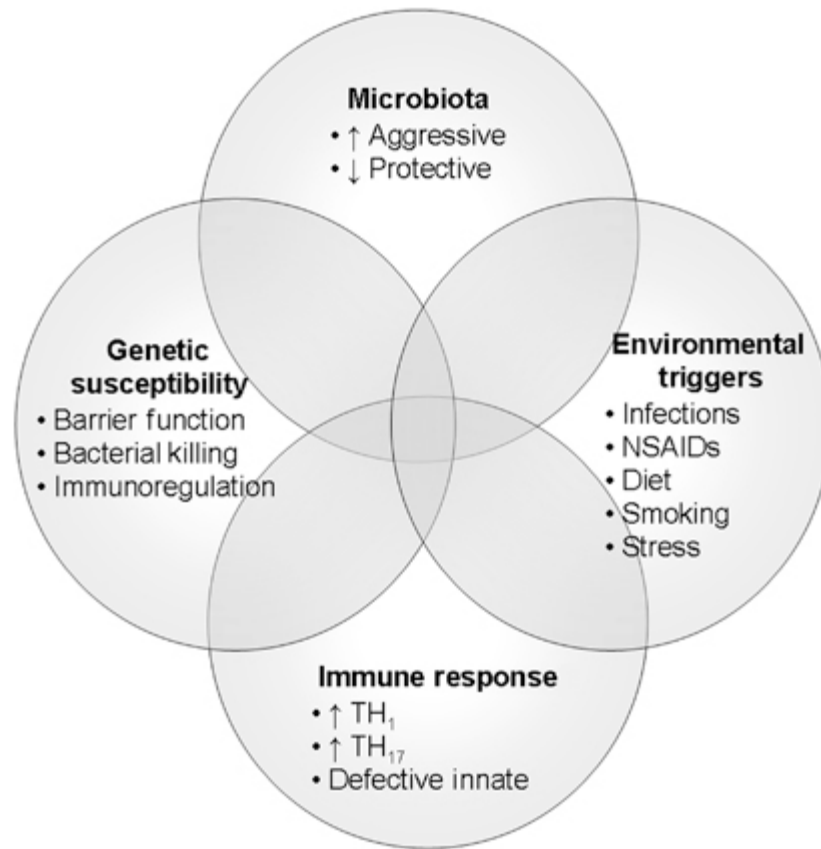 Microbiota
• ↑ Aggressive
• ↓ Protective
Genetic
susceptibility
• Barrier function
• Bacterial killing
• Immunoregulation
Environmental
triggers
• Infections
• NSAIDs
• Diet
• Smoking
• Stress
Immune response
• ↑ TH₁
• ↑ TH₁₇
• Defective innate